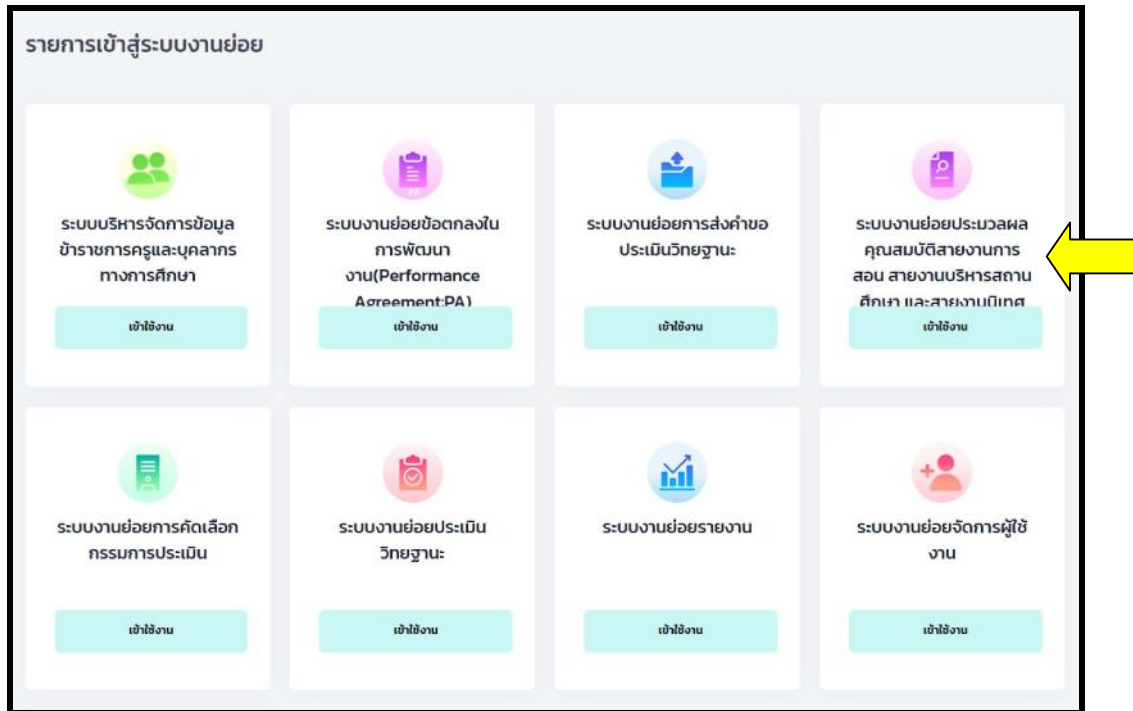 รายการเข้าสู่ระบบงานย่อย
ระบบบริหารจัดการข้อมูล
ข้าราชการครูและบุคลากร
ทางการศึกษา
เข้าใช้งาน
ระบบงานย่อยข้อตกลงใน
การพัฒนา
งาน(Performance
Agreement:PA)
เข้าใช้งาน
ระบบงานย่อยการส่งคำขอ
ประเมินวิทยฐานะ
เข้าใช้งาน
ระบบงานย่อยประมวลผล
คุณสมบัติสายงานการ
สอน สายงานบริหารสถาน
ศึกษา และสายงานนิเทศ
เข้าใช้งาน
ระบบงานย่อยการคัดเลือก
กรรมการประเมิน
เข้าใช้งาน
ระบบงานย่อยประเมิน
วิทยฐานะ
เข้าใช้งาน
ระบบงานย่อยรายงาน
เข้าใช้งาน
ระบบงานย่อยจัดการผู้ใช้
งาน
เข้าใช้งาน